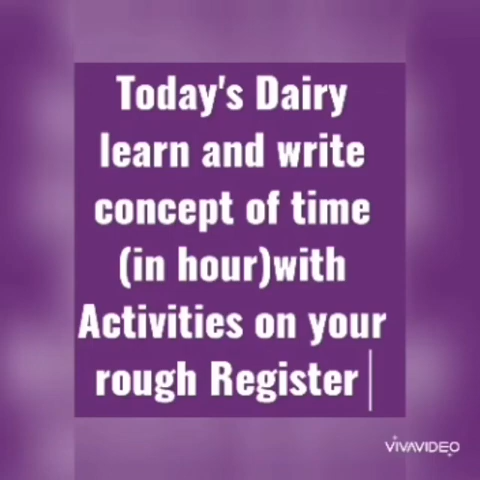 Today's Dairy
learn and write
concept of time
(in hour)with
Activities on your
rough Register
VIVAVIDEO